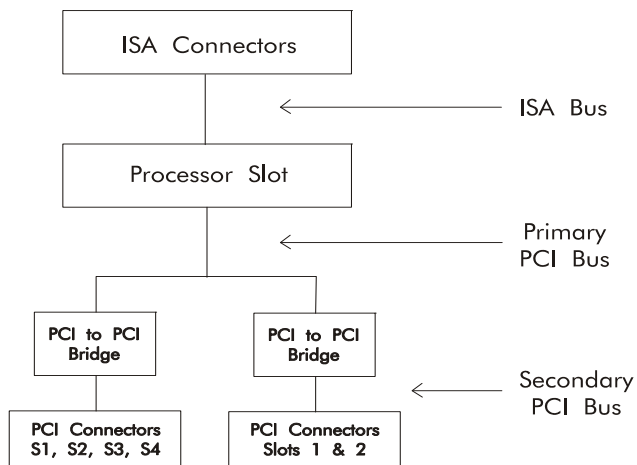 ISA Connectors
ISA Bus
Processor Slot
Primary
PCI Bus
PCI to PCI
Bridge
PCI to PCI
Bridge
Secondary
PCI Bus
PCI Connectors
S1, S2, S3, S4
PCI Connectors
Slots 1 & 2